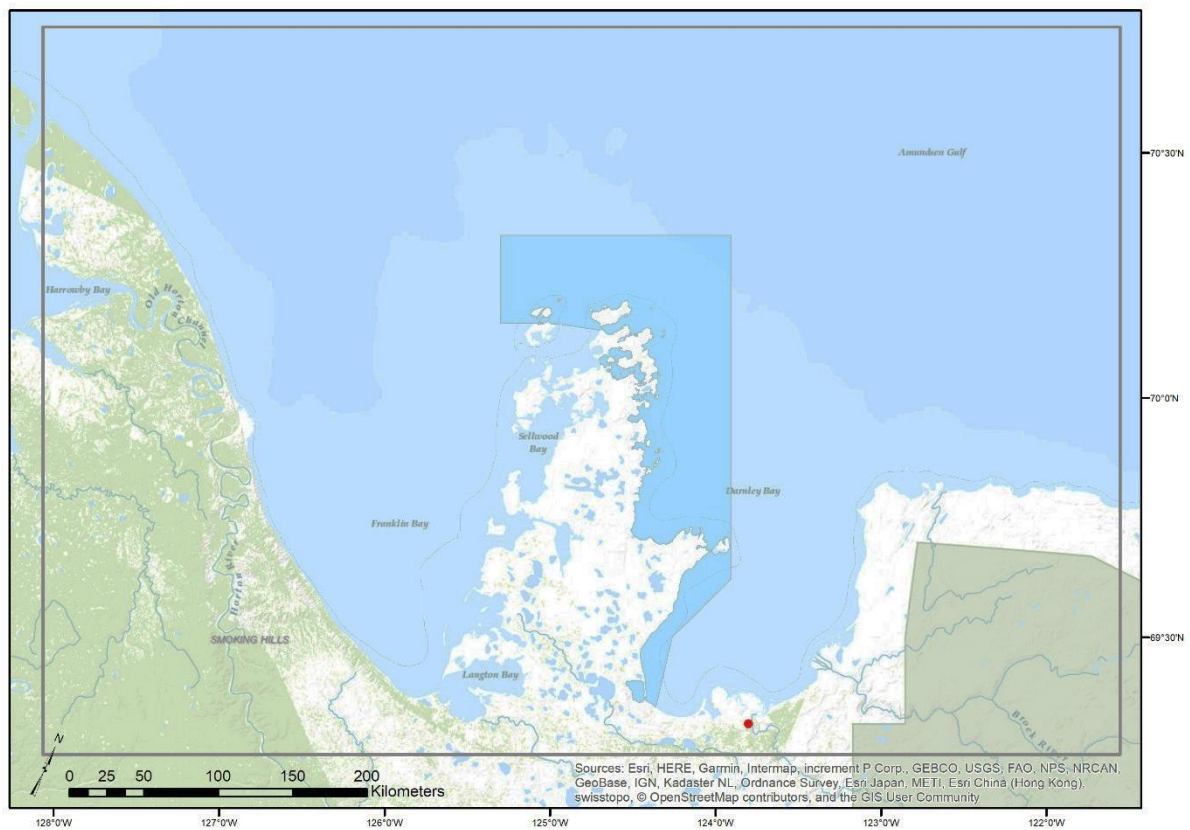 Amundsen Gulf
70°30'N
Harrowby Bay
Old Horton Channel
70°0'N
Sellwood
Bay
Darnley Bay
Franklin Bay
Horton River
SMOKING HILLS
69°30'N
Langton Bay
Brock River
N
0 25 50 100 150 200
Kilometers
Sources: Esri, HERE, Garmin, Intermap, increment P Corp., GEBCO, USGS, FAO, NPS, NRCAN,
GeoBase, IGN, Kadaster NL, Ordnance Survey, Esri Japan, METI, Esri China (Hong Kong),
swisstopo, © OpenStreetMap contributors, and the GIS User Community
128°0'W 127°0'W 126°0'W 125°0'W 124°0'W 123°0'W 122°0'W